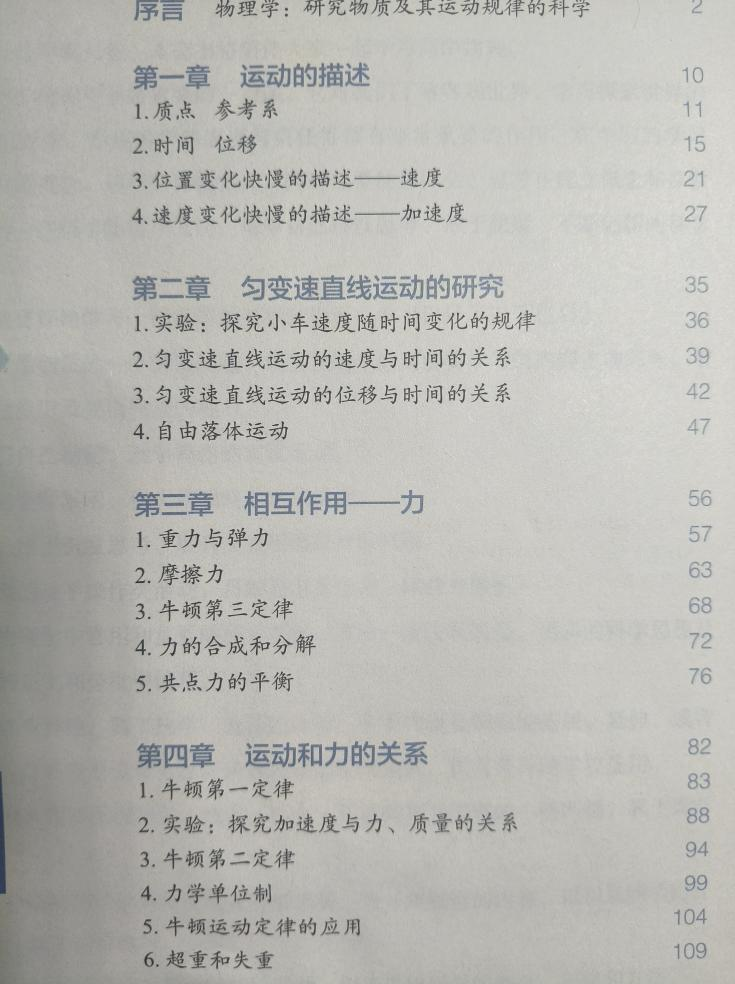 序言 物理学：研究物质及其运动规律的科学 2
第一章 运动的描述 10
1.质点 参考系 11
2.时间 位移 15
3.位置变化快慢的描述——速度 21
4.速度变化快慢的描述——加速度 27
第二章 匀变速直线运动的研究 35
1.实验：探究小车速度随时间变化的规律 36
2.匀变速直线运动的速度与时间的关系 39
3.匀变速直线运动的位移与时间的关系 42
4.自由落体运动 47
第三章 相互作用——力 56
1.重力与弹力 57
2.摩擦力 63
3.牛顿第三定律 68
4.力的合成和分解 72
5.共点力的平衡 76
第四章 运动和力的关系 82
1.牛顿第一定律 83
2.实验：探究加速度与力、质量的关系 88
3.牛顿第二定律 94
4.力学单位制 99
5.牛顿运动定律的应用 104
6.超重和失重 109